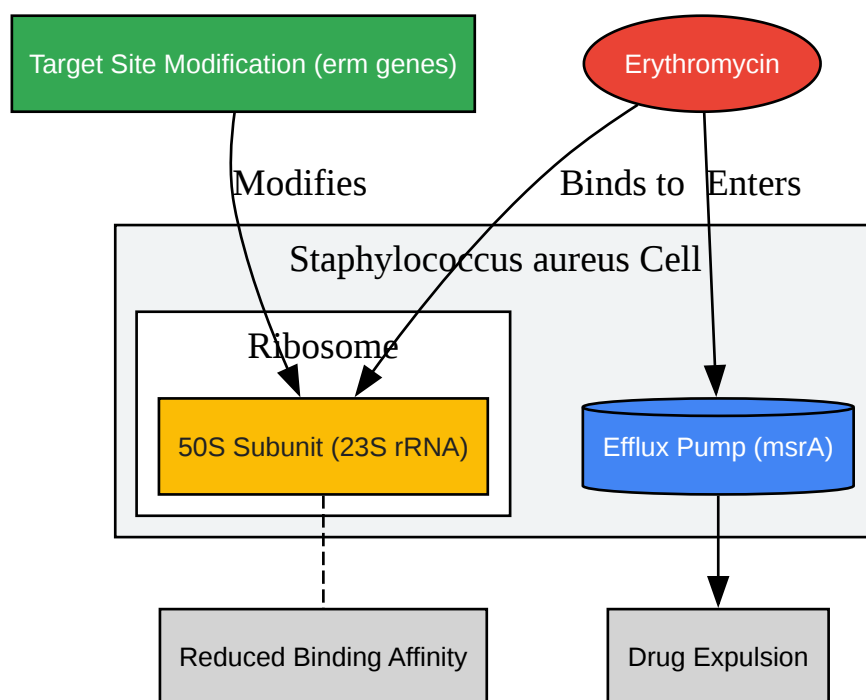 Target Site Modification (erm genes)
Erythromycin
Modifies
Binds to
Enters
Staphylococcus aureus Cell
Ribosome
50S Subunit (23S rRNA)
Efflux Pump (msrA)
Reduced Binding Affinity
Drug Expulsion